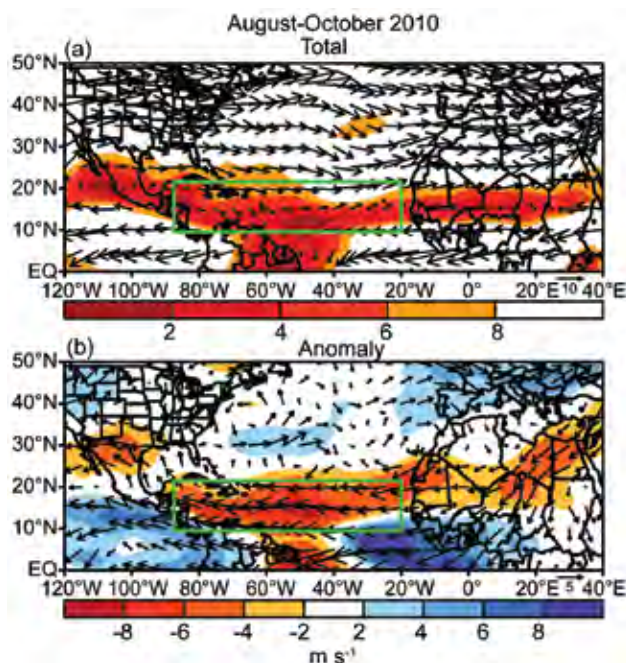 August-October 2010
(a) Total
50°N
40°N
30°N
20°N
10°N
EQ
120°W 100°W 80°W 60°W 40°W 20°W 0° 20°E 10 40°E
2 4 6 8
(b) Anomaly
50°N
40°N
30°N
20°N
10°N
EQ
120°W 100°W 80°W 60°W 40°W 20°W 0° 20°E 5 40°E
-8 -6 -4 -2 2 4 6 8
m s⁻¹